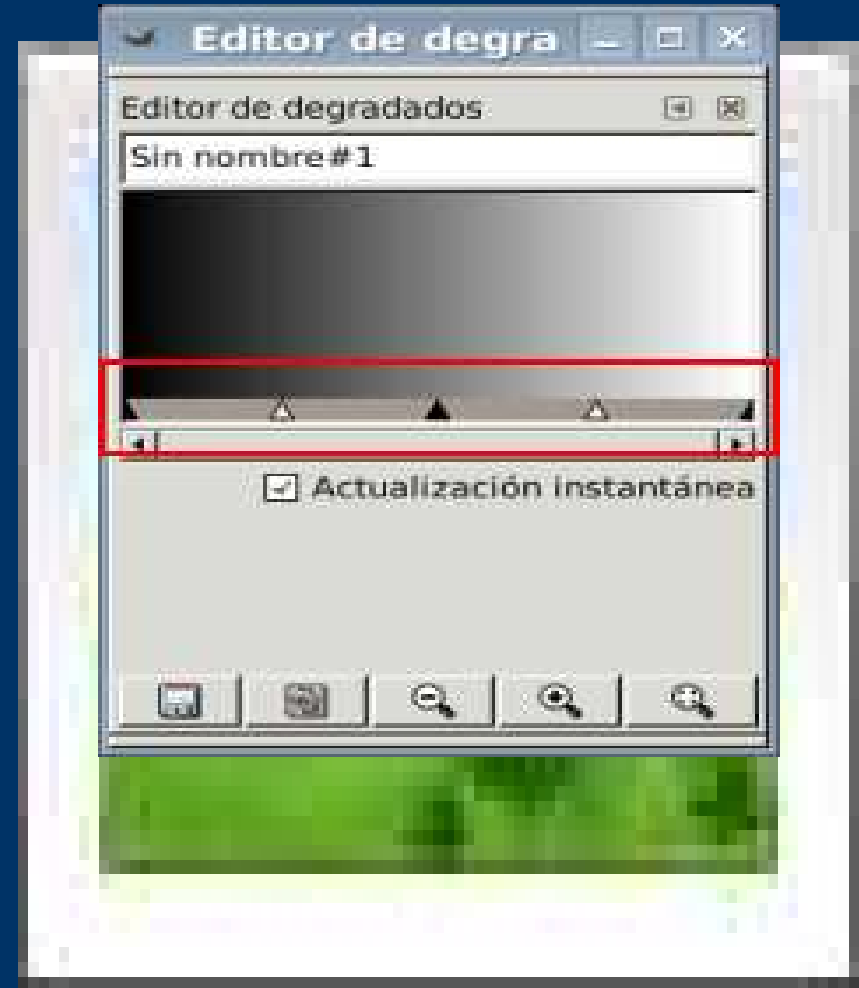 Editor de degra
Editor de degradados
Sin nombre#1
Actualización instantánea